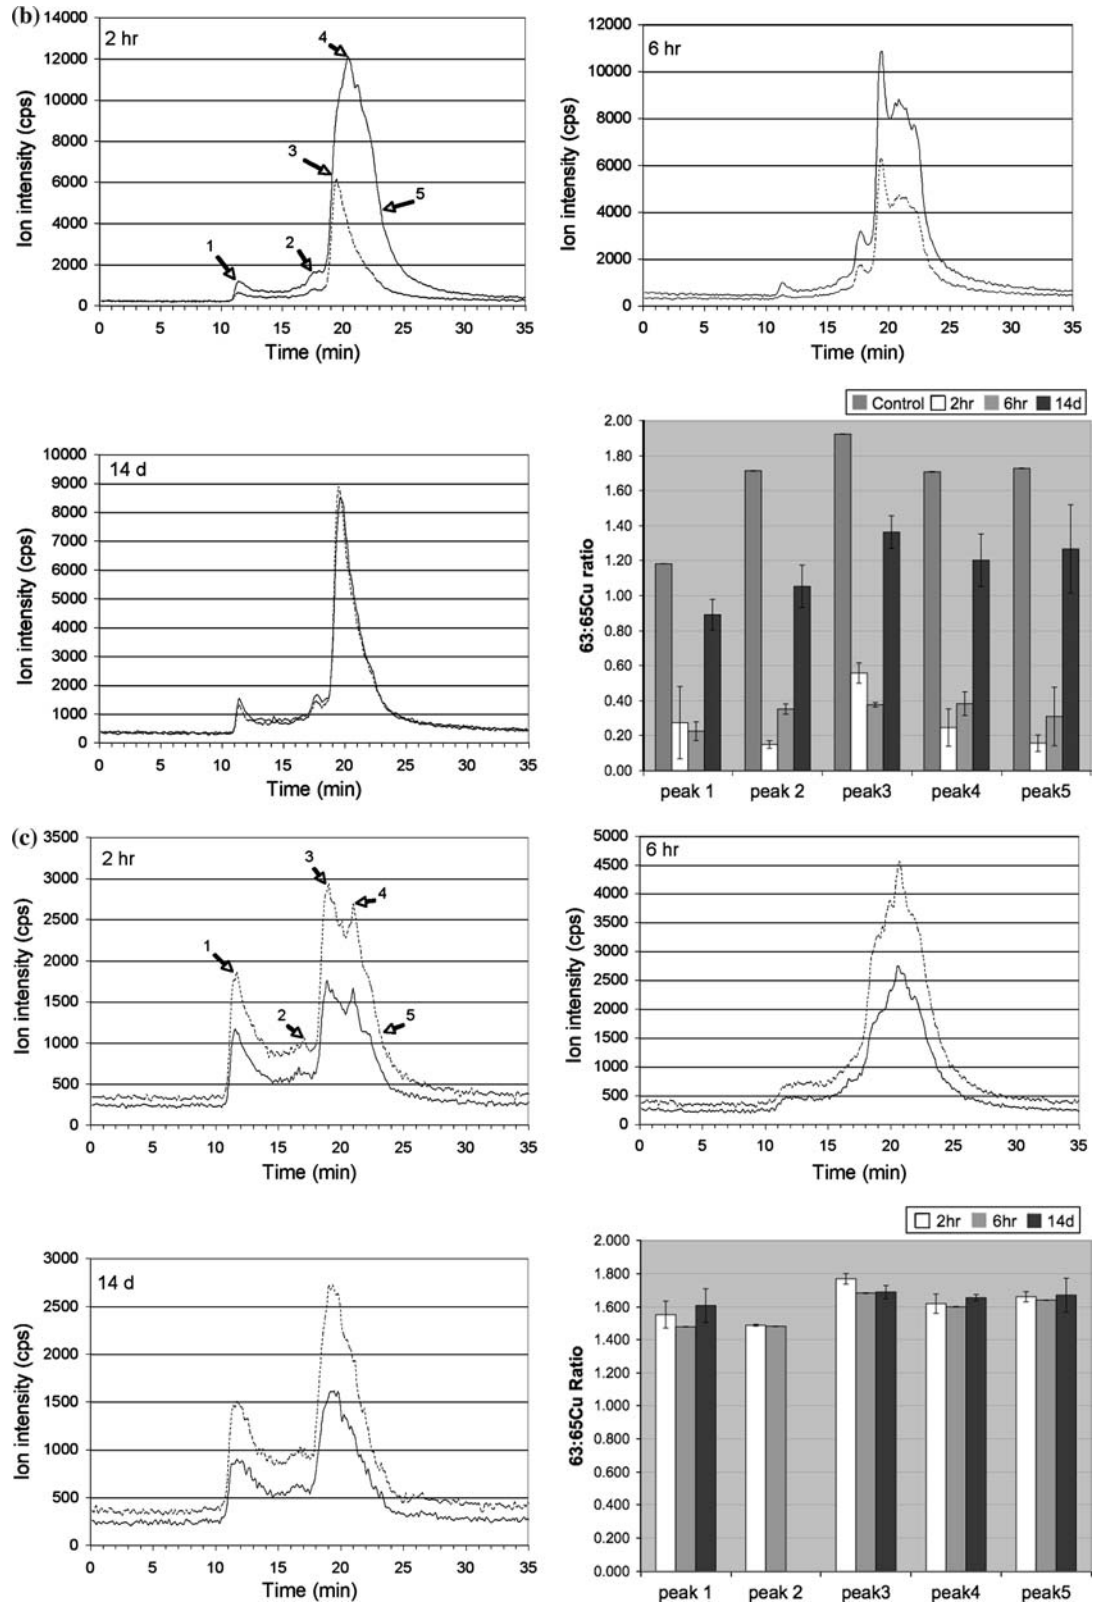 (b)
2 hr
14000
12000
10000
8000
6000
4000
2000
0
Ion intensity (cps)
4
3
5
1
2
0 5 10 15 20 25 30 35
Time (min)
6 hr
12000
10000
8000
6000
4000
2000
0
Ion intensity (cps)
0 5 10 15 20 25 30 35
Time (min)
14 d
10000
9000
8000
7000
6000
5000
4000
3000
2000
1000
0
Ion intensity (cps)
0 5 10 15 20 25 30 35
Time (min)
Control 2hr 6hr 14d
2.00
1.80
1.60
1.40
1.20
1.00
0.80
0.60
0.40
0.20
0.00
63:65Cu ratio
peak 1 peak 2 peak3 peak4 peak5
(c)
2 hr
3500
3000
2500
2000
1500
1000
500
0
Ion intensity (cps)
3
4
1
2
5
0 5 10 15 20 25 30 35
Time (min)
6 hr
5000
4500
4000
3500
3000
2500
2000
1500
1000
500
0
Ion intensity (cps)
0 5 10 15 20 25 30 35
Time (min)
14 d
3000
2500
2000
1500
1000
500
0
Ion intensity (cps)
0 5 10 15 20 25 30 35
Time (min)
2hr 6hr 14d
2.000
1.800
1.600
1.400
1.200
1.000
0.800
0.600
0.400
0.200
0.000
63:65Cu Ratio
peak 1 peak 2 peak3 peak4 peak5